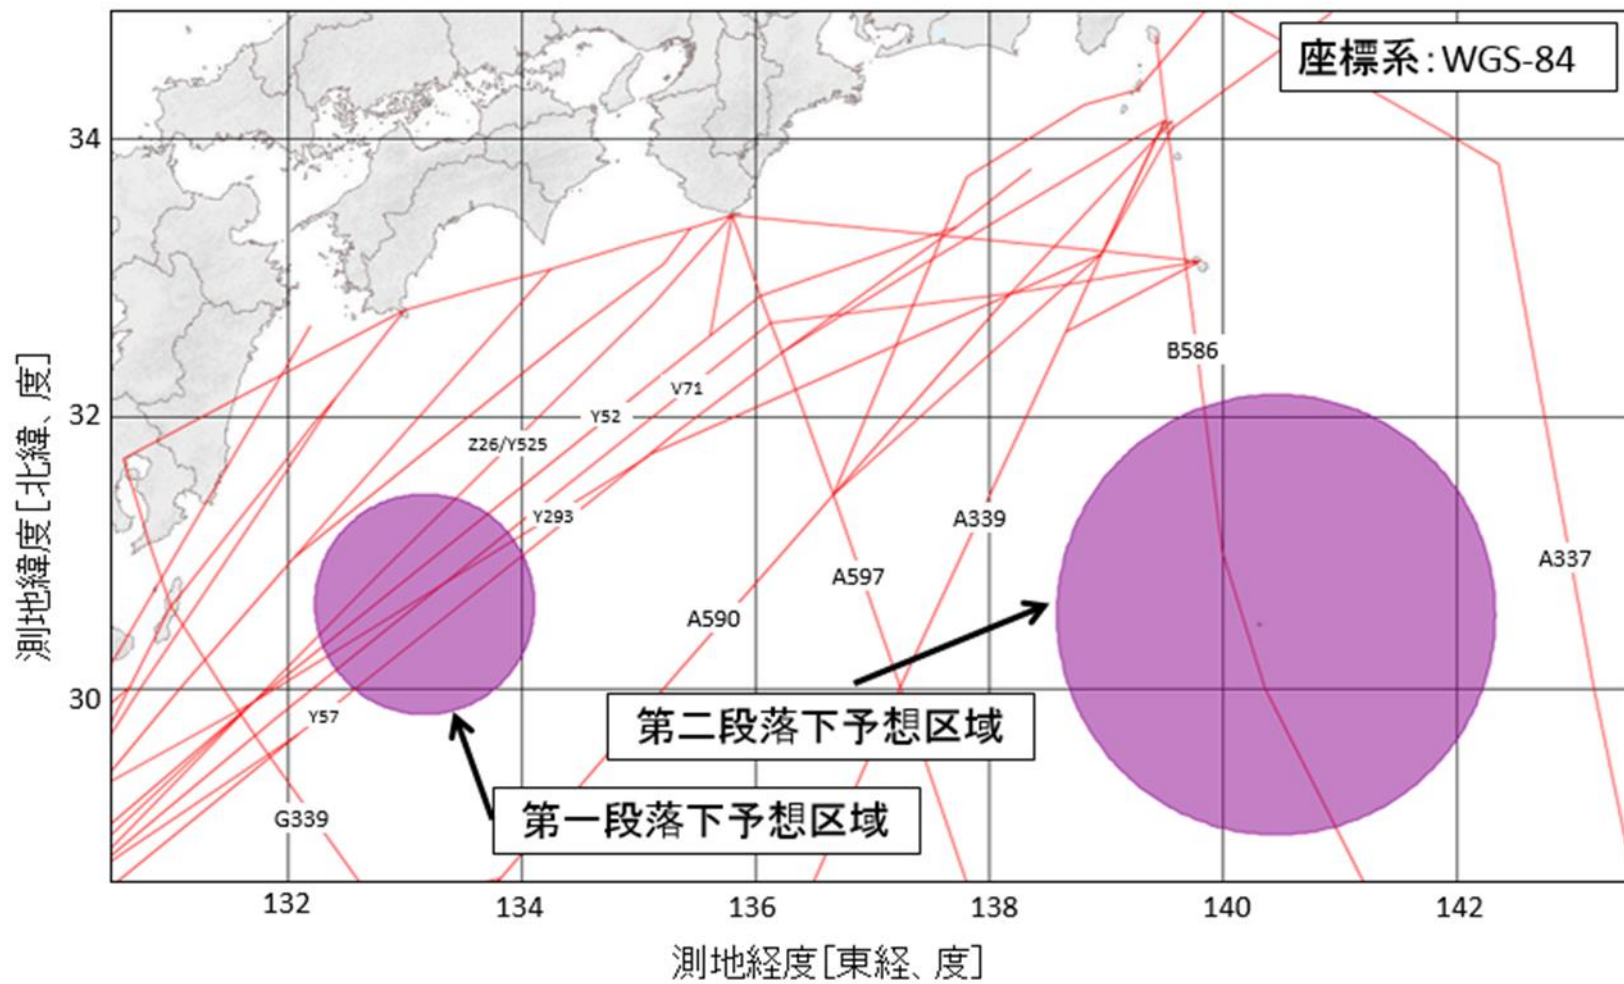 座標系：WGS-84
34
B586
V71
Y52
32
Z26/Y525
Y293
A339
A337
A597
A590
30
第二段落下予想区域
Y57
第一段落下予想区域
G339
132
134
136
138
140
142
測地緯度[北緯、度]
測地経度[東経、度]